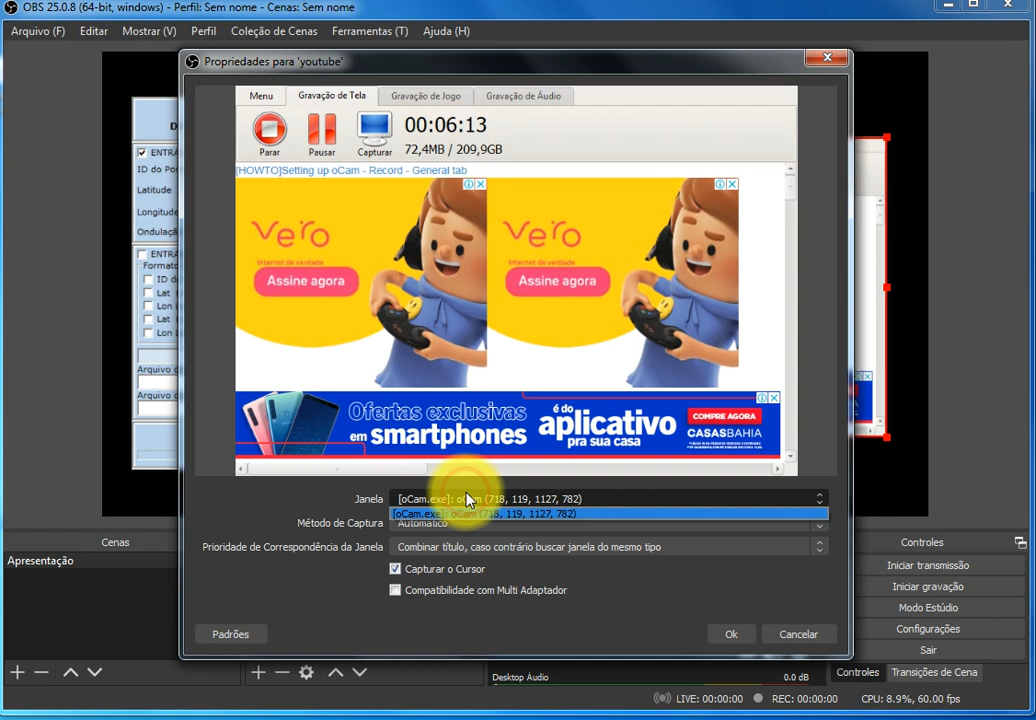 OBS 25.0.8 (64-bit, windows) - Perfil: Sem nome - Cenas: Sem nome
Arquivo (F) Editar Mostrar (V) Perfil Coleção de Cenas Ferramentas (T) Ajuda (H)
Propriedades para 'youtube'
Menu Gravação de Tela Gravação de Jogo Gravação de Áudio
00:06:13
72,4MB / 209,9GB
Parar Pausar Capturar
[HOWTO]Setting up oCam - Record - General tab
vero vero
Internet de verdade Internet de verdade
Assine agora Assine agora
Ofertas exclusivas
em smartphones
é do
aplicativo
pra sua casa
COMPRE AGORA
CASASBAHIA
D
ENTRA
ID do Por
Latitude
Longitude
Ondulaçã
ENTRA
Formato
ID d
Lat
Lon
Lat
Lon
Arquivo d
Arquivo d
Janela [oCam.exe]: oCam (718, 119, 1127, 782)
[oCam.exe]: oCam (718, 119, 1127, 782)
Método de Captura Automático
Prioridade de Correspondência da Janela Combinar título, caso contrário buscar janela do mesmo tipo
Capturar o Cursor
Compatibilidade com Multi Adaptador
Padrões Ok Cancelar
Cenas
Apresentação
Controles
Iniciar transmissão
Iniciar gravação
Modo Estúdio
Configurações
Sair
Controles Transições de Cena
Desktop Áudio 0.0 dB
LIVE: 00:00:00 REC: 00:00:00 CPU: 8.9%, 60.00 fps